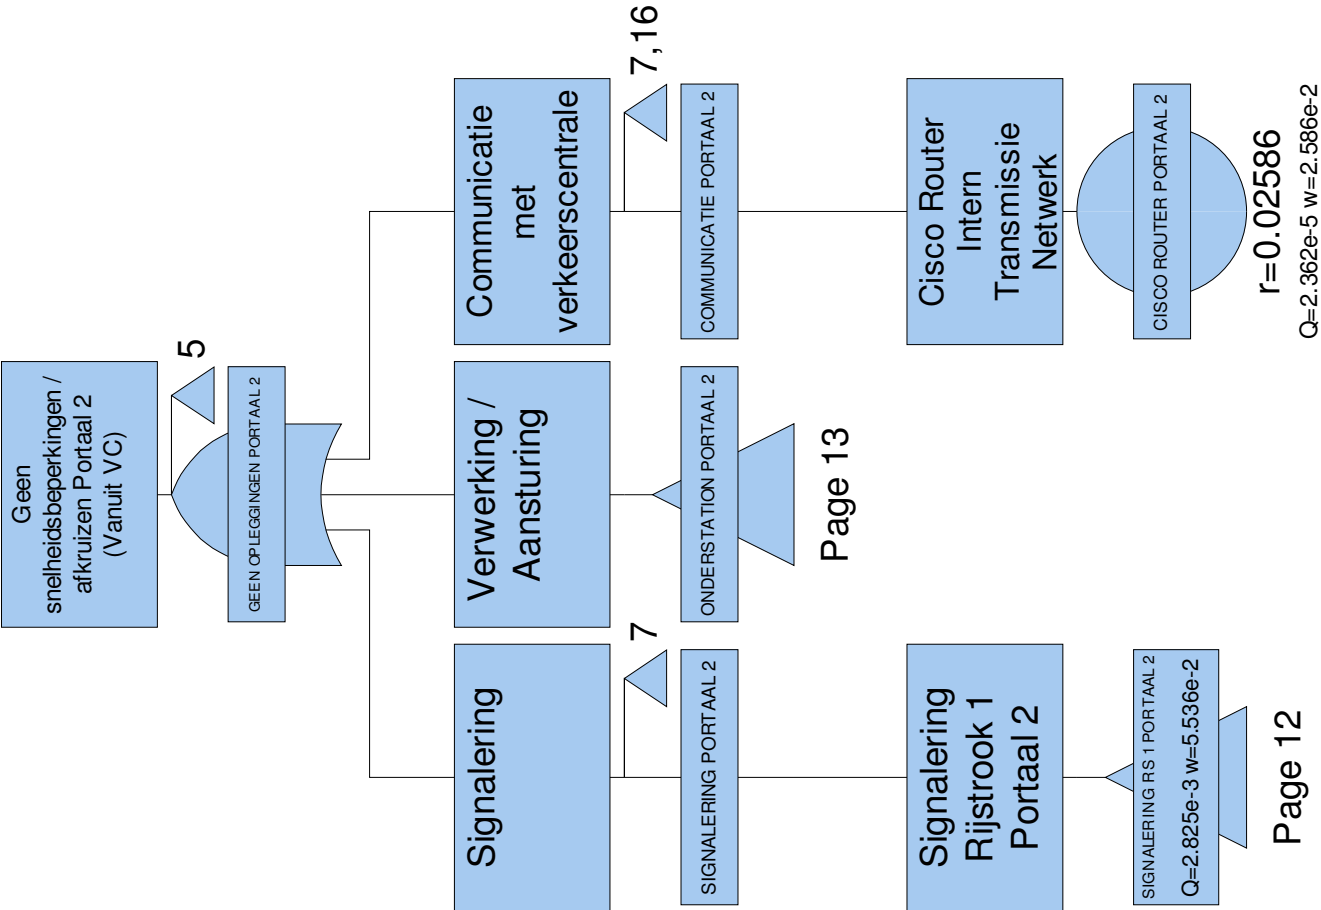 Geen
snelheidsbeperkingen /
afkruizen Portaal 2
(Vanuit VC)
5
GEEN OPLEGGINGEN PORTAAL 2
Signalering
7
SIGNALERING PORTAAL 2
Verwerking /
Aansturing
ONDERSTATION PORTAAL 2
Page 13
Communicatie
met
verkeerscentrale
7,16
COMMUNICATIE PORTAAL 2
Signalering
Rijstrook 1
Portaal 2
SIGNALERING RS 1 PORTAAL 2
Q=2.825e-3 w=5.536e-2
Page 12
Cisco Router
Intern
Transmissie
Netwerk
CISCO ROUTER PORTAAL 2
r=0.02586
Q=2.362e-5 w=2.586e-2